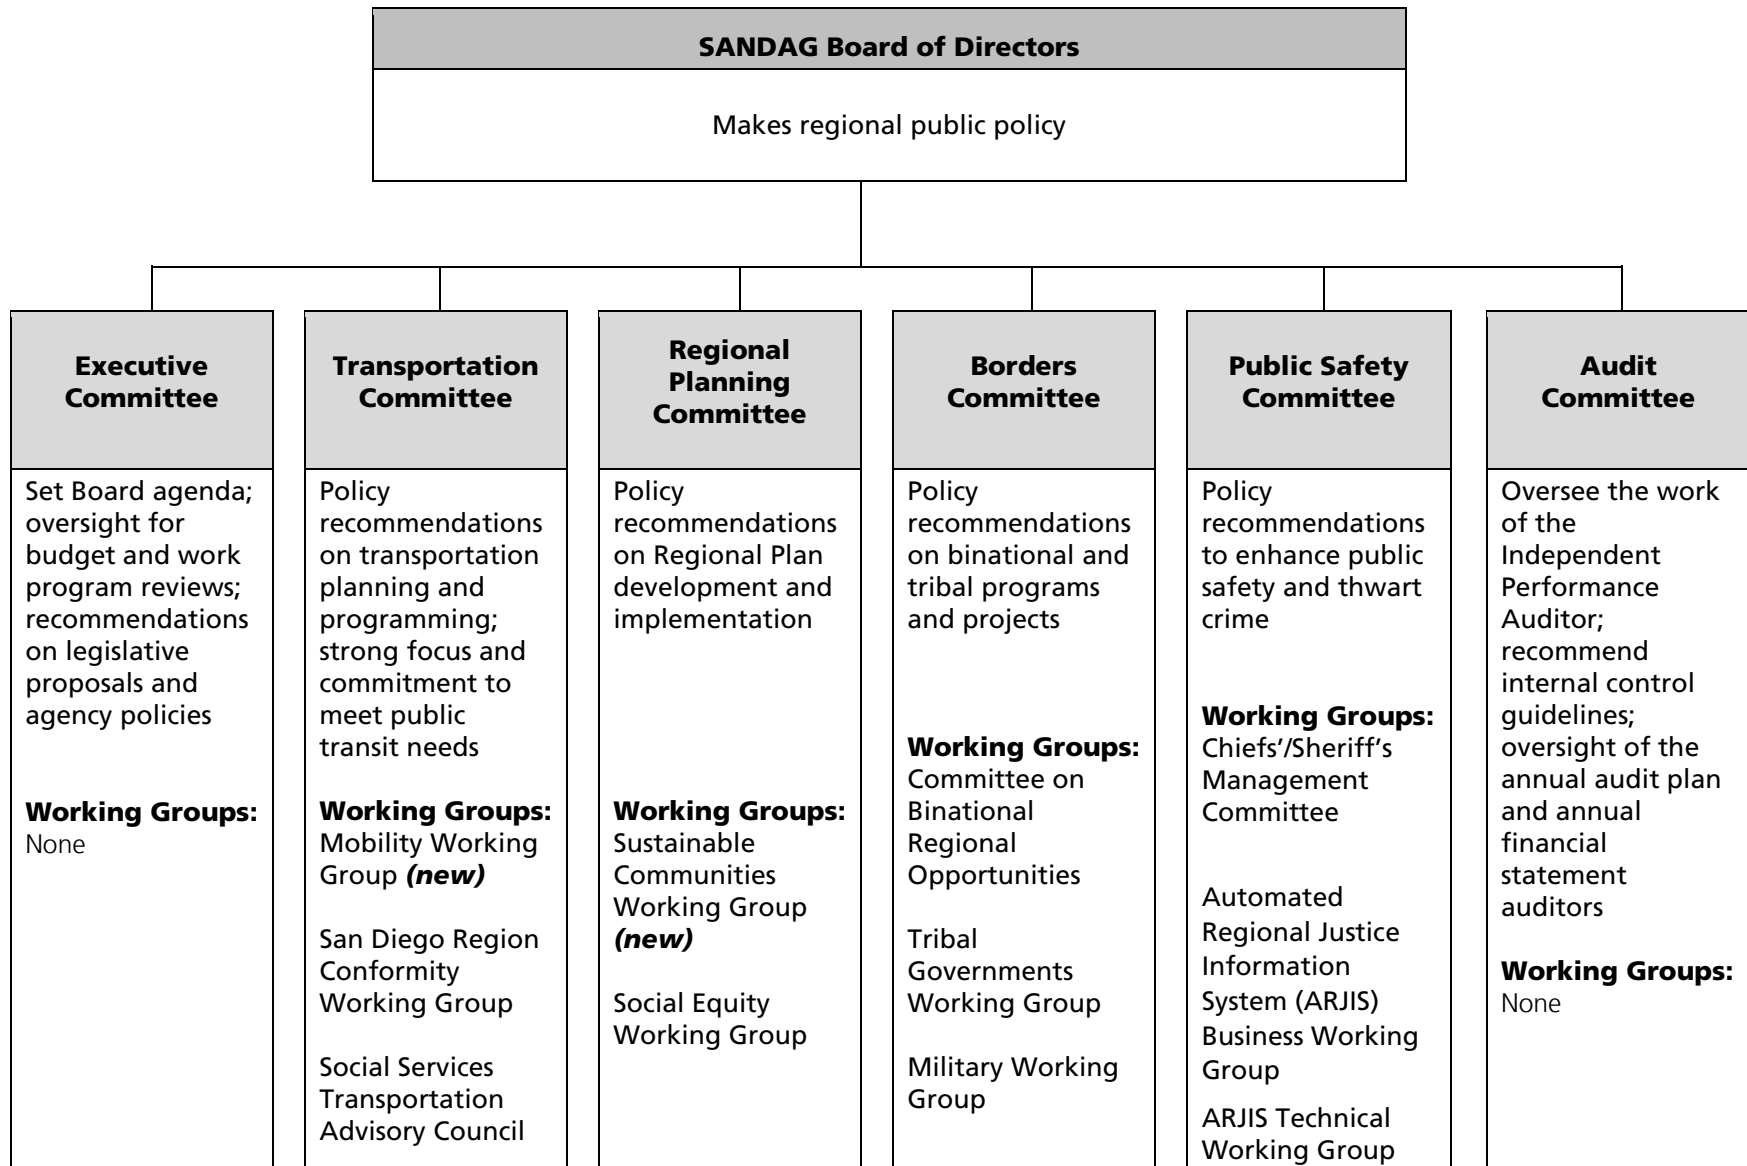 SANDAG Board of Directors
Makes regional public policy
Executive
Committee
Set Board agenda;
oversight for
budget and work
program reviews;
recommendations
on legislative
proposals and
agency policies
Working Groups:
None
Transportation
Committee
Policy
recommendations
on transportation
planning and
programming;
strong focus and
commitment to
meet public
transit needs
Working Groups:
Mobility Working
Group (new)
San Diego Region
Conformity
Working Group
Social Services
Transportation
Advisory Council
Regional
Planning
Committee
Policy
recommendations
on Regional Plan
development and
implementation
Working Groups:
Sustainable
Communities
Working Group
(new)
Social Equity
Working Group
Borders
Committee
Policy
recommendations
on binational and
tribal programs
and projects
Working Groups:
Committee on
Binational
Regional
Opportunities
Tribal
Governments
Working Group
Military Working
Group
Public Safety
Committee
Policy
recommendations
to enhance public
safety and thwart
crime
Working Groups:
Chiefs’/Sheriff’s
Management
Committee
Automated
Regional Justice
Information
System (ARJIS)
Business Working
Group
ARJIS Technical
Working Group
Audit
Committee
Oversee the work
of the
Independent
Performance
Auditor;
recommend
internal control
guidelines;
oversight of the
annual audit plan
and annual
financial
statement
auditors
Working Groups:
None